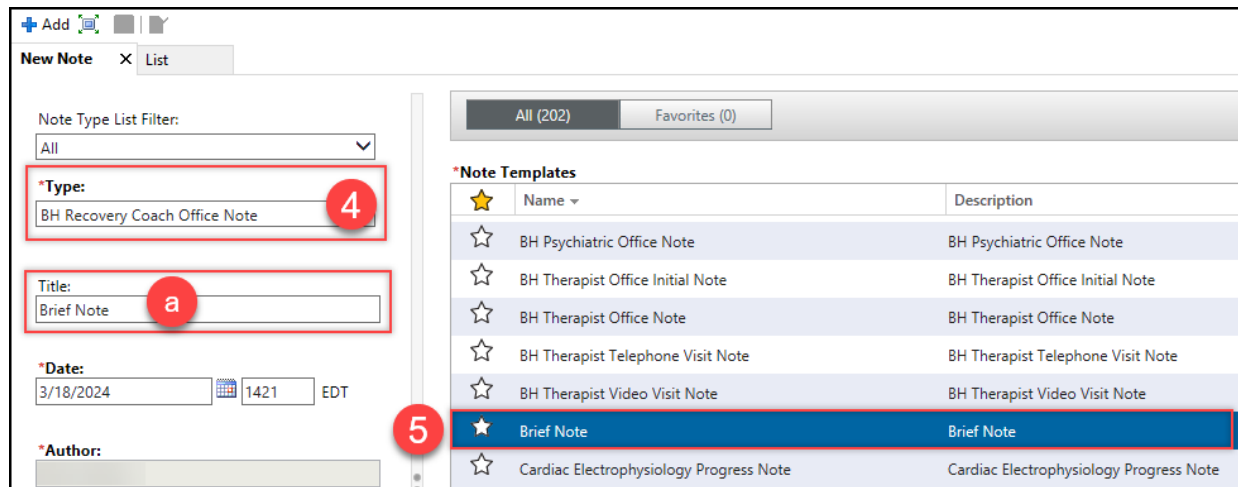 Add
New Note X List
Note Type List Filter:
All
*Type:
BH Recovery Coach Office Note
4
Title:
Brief Note
a
*Date:
3/18/2024 1421 EDT
*Author:
All (202) Favorites (0)
*Note Templates
Name Description
BH Psychiatric Office Note BH Psychiatric Office Note
BH Therapist Office Initial Note BH Therapist Office Initial Note
BH Therapist Office Note BH Therapist Office Note
BH Therapist Telephone Visit Note BH Therapist Telephone Visit Note
BH Therapist Video Visit Note BH Therapist Video Visit Note
5 Brief Note Brief Note
Cardiac Electrophysiology Progress Note Cardiac Electrophysiology Progress Note